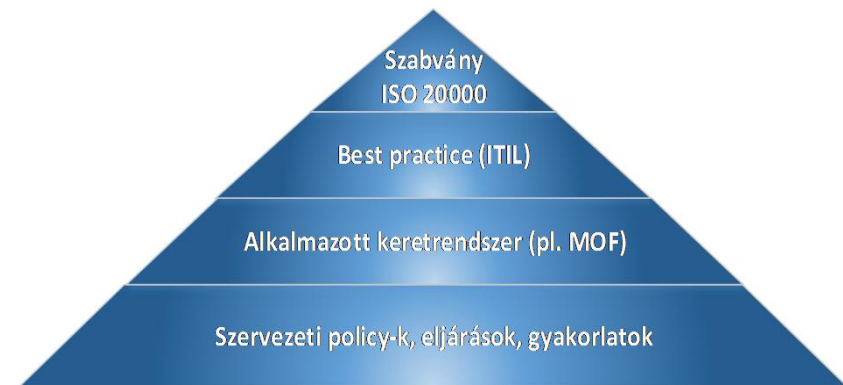 Szabvány
ISO 20000
Best practice (ITIL)
Alkalmazott keretrendszer (pl. MOF)
Szervezeti policy-k, eljárások, gyakorlatok